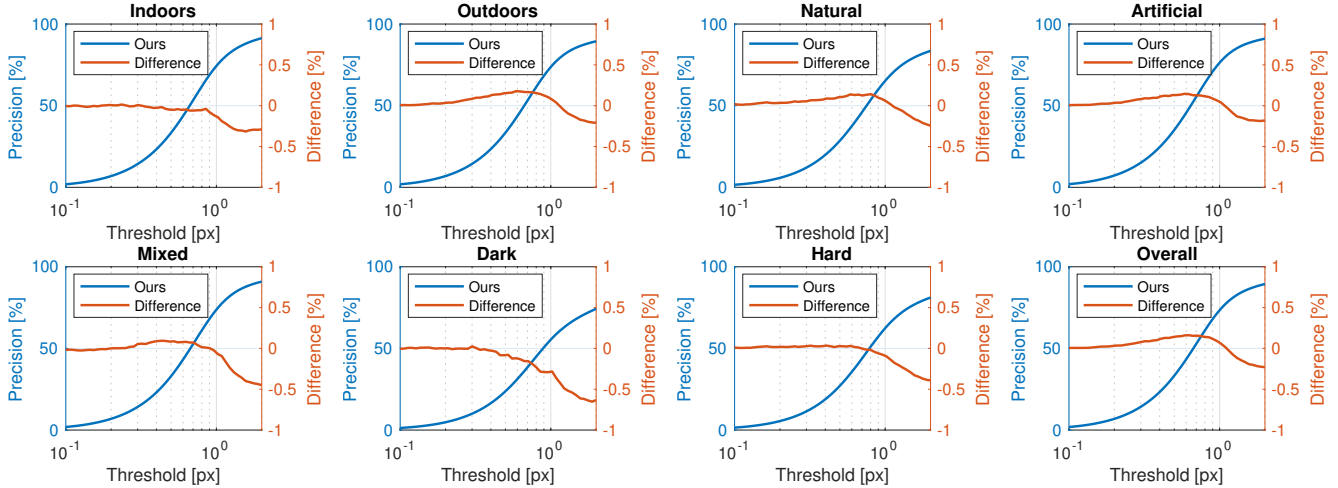 Indoors
100
50
0
Precision [%]
Ours
Difference
1
0.5
0
-0.5
-1
Difference [%]
10^-1
10^0
Threshold [px]
Outdoors
100
50
0
Precision [%]
Ours
Difference
1
0.5
0
-0.5
-1
Difference [%]
10^-1
10^0
Threshold [px]
Natural
100
50
0
Precision [%]
Ours
Difference
1
0.5
0
-0.5
-1
Difference [%]
10^-1
10^0
Threshold [px]
Artificial
100
50
0
Precision [%]
Ours
Difference
1
0.5
0
-0.5
-1
Difference [%]
10^-1
10^0
Threshold [px]
Mixed
100
50
0
Precision [%]
Ours
Difference
1
0.5
0
-0.5
-1
Difference [%]
10^-1
10^0
Threshold [px]
Dark
100
50
0
Precision [%]
Ours
Difference
1
0.5
0
-0.5
-1
Difference [%]
10^-1
10^0
Threshold [px]
Hard
100
50
0
Precision [%]
Ours
Difference
1
0.5
0
-0.5
-1
Difference [%]
10^-1
10^0
Threshold [px]
Overall
100
50
0
Precision [%]
Ours
Difference
1
0.5
0
-0.5
-1
Difference [%]
10^-1
10^0
Threshold [px]